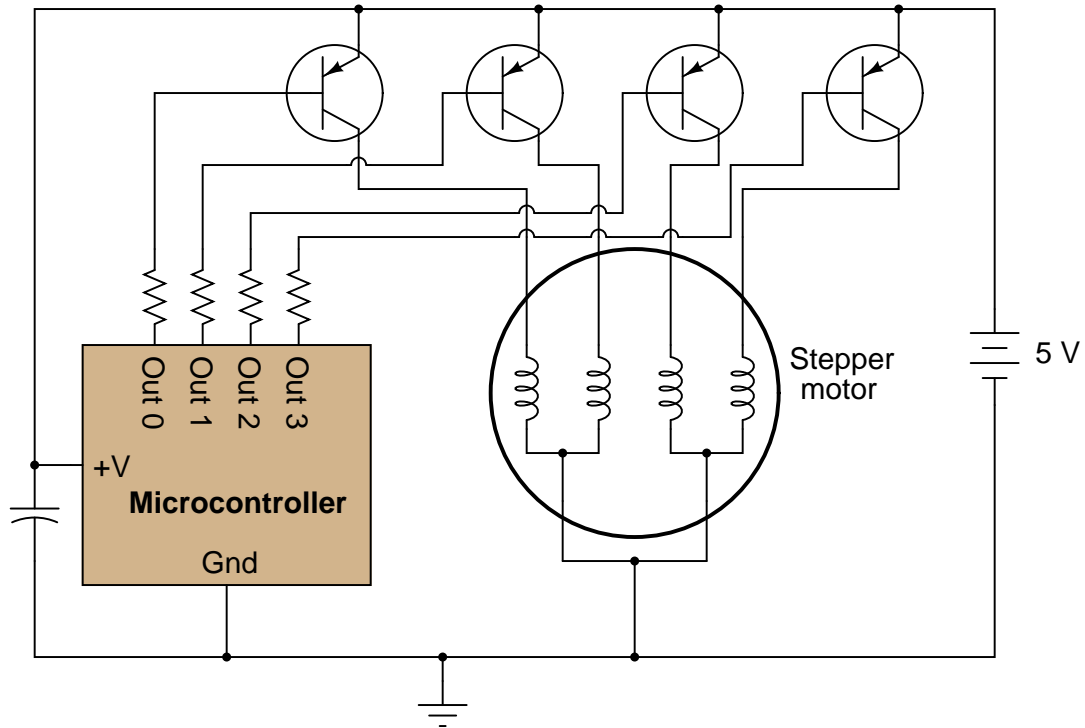 Out 0
Out 1
Out 2
Out 3
+V
Microcontroller
Gnd
Stepper
motor
5 V